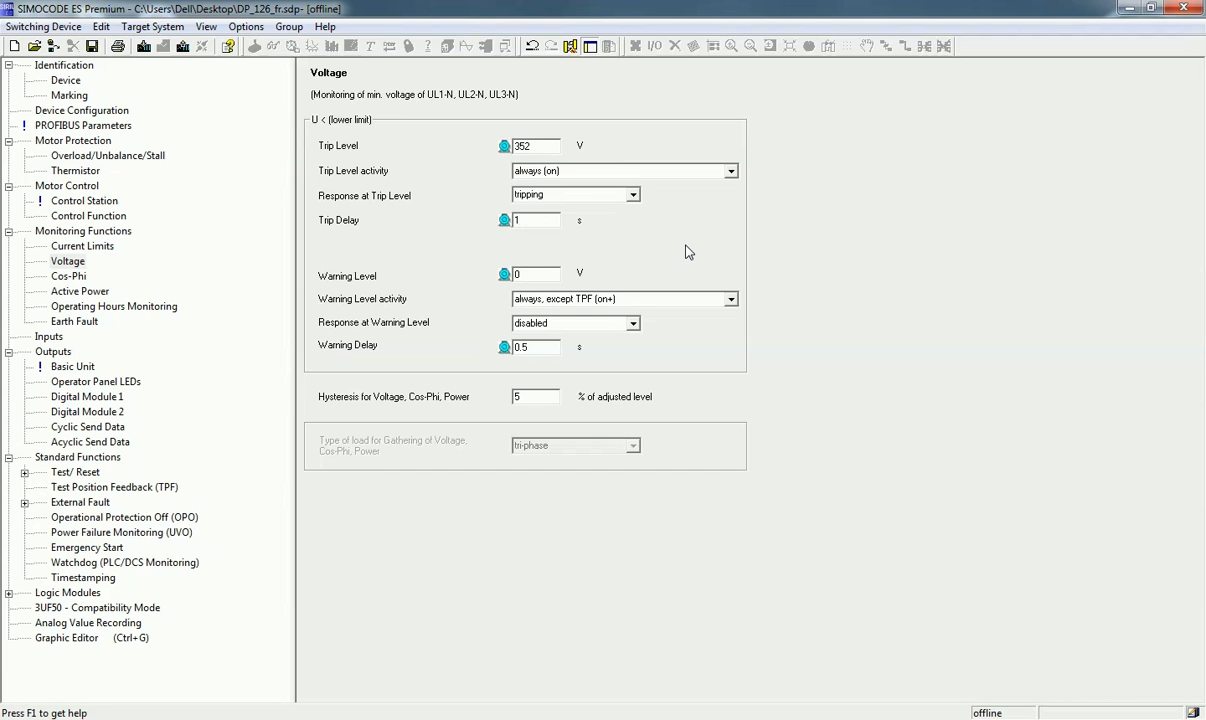 SIMOCODE ES Premium - C:\Users\Dell\Desktop\DP_126_fr.sdp- [offline]
Switching Device Edit Target System View Options Group Help
Identification
Device
Marking
Device Configuration
! PROFIBUS Parameters
Motor Protection
Overload/Unbalance/Stall
Thermistor
Motor Control
! Control Station
Control Function
Monitoring Functions
Current Limits
Voltage
Cos-Phi
Active Power
Operating Hours Monitoring
Earth Fault
Inputs
Outputs
! Basic Unit
Operator Panel LEDs
Digital Module 1
Digital Module 2
Cyclic Send Data
Acyclic Send Data
Standard Functions
Test/ Reset
Test Position Feedback (TPF)
External Fault
Operational Protection Off (OPO)
Power Failure Monitoring (UVO)
Emergency Start
Watchdog (PLC/DCS Monitoring)
Timestamping
Logic Modules
3UF50 - Compatibility Mode
Analog Value Recording
Graphic Editor (Ctrl+G)
Voltage
(Monitoring of min. voltage of UL1-N, UL2-N, UL3-N)
U < (lower limit)
Trip Level 352 V
Trip Level activity always (on)
Response at Trip Level tripping
Trip Delay 1 s
Warning Level 0 V
Warning Level activity always, except TPF (on+)
Response at Warning Level disabled
Warning Delay 0.5 s
Hysteresis for Voltage, Cos-Phi, Power 5 % of adjusted level
Type of load for Gathering of Voltage, tri-phase
Cos-Phi, Power
Press F1 to get help offline